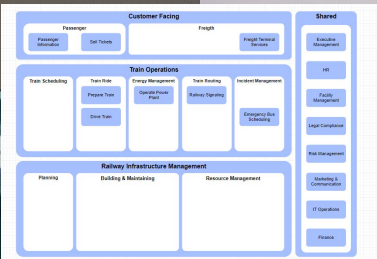 Customer Facing
Passenger
Passenger
Information
Sell Tickets
Freigth
Freight Terminal
Services
Train Operations
Train Scheduling
Train Ride
Prepare Train
Drive Train
Energy Management
Operate Power
Plant
Train Routing
Railway Signaling
Incident Management
Emergency Bus
Scheduling
Railway Infrastructure Management
Planning
Building & Maintaining
Resource Management
Shared
Executive
Management
HR
Facility
Management
Legal Compliance
Risk Management
Marketing &
Communication
IT Operations
Finance